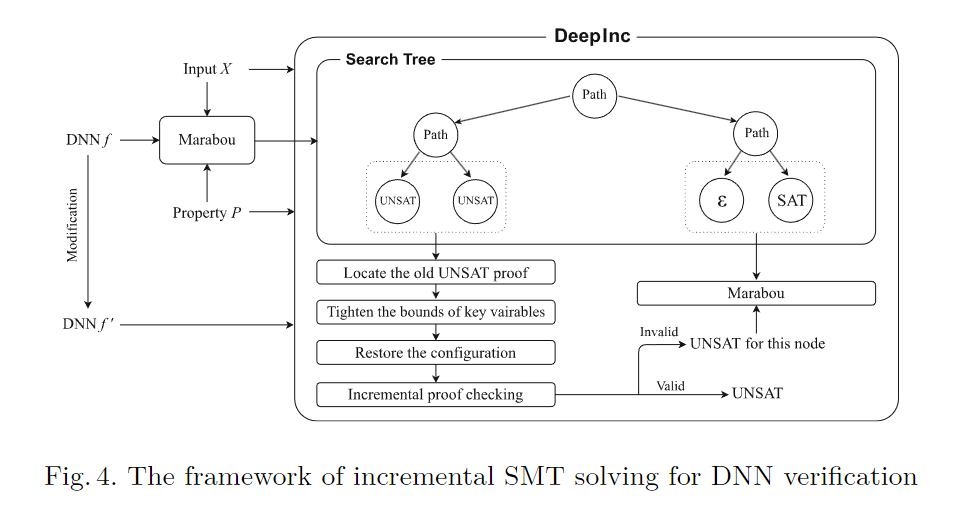 DeepInc
Search Tree
Input X
Path
DNN f
Marabou
Path
Path
UNSAT
UNSAT
ε
SAT
Property P
Modification
Locate the old UNSAT proof
Marabou
Tighten the bounds of key vairables
DNN f'
Invalid
UNSAT for this node
Restore the configuration
Incremental proof checking
Valid
UNSAT
Fig. 4. The framework of incremental SMT solving for DNN verification